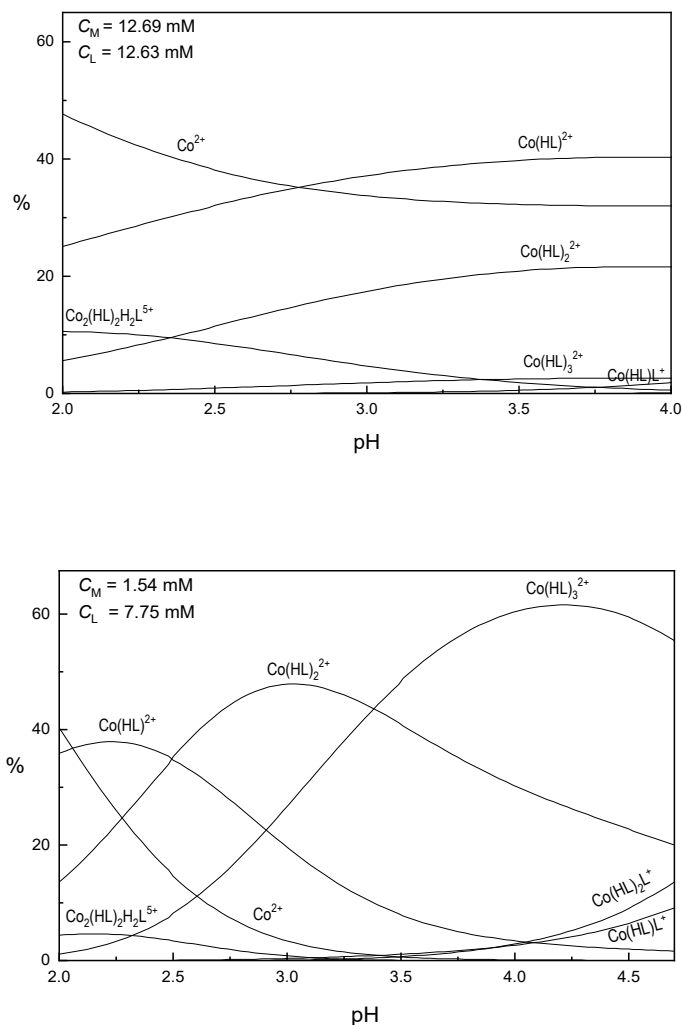 C_M = 12.69 mM
C_L = 12.63 mM
60
40
20
0
%
Co²⁺
Co(HL)²⁺
Co(HL)₂²⁺
Co₂(HL)₂H₂L⁵⁺
Co(HL)₃²⁺
Co(HL)L⁺
2.0 2.5 3.0 3.5 4.0
pH
C_M = 1.54 mM
C_L = 7.75 mM
60
40
20
0
%
Co(HL)₃²⁺
Co(HL)₂²⁺
Co(HL)²⁺
Co₂(HL)₂H₂L⁵⁺
Co²⁺
Co(HL)₂L⁺
Co(HL)L⁺
2.0 2.5 3.0 3.5 4.0 4.5
pH